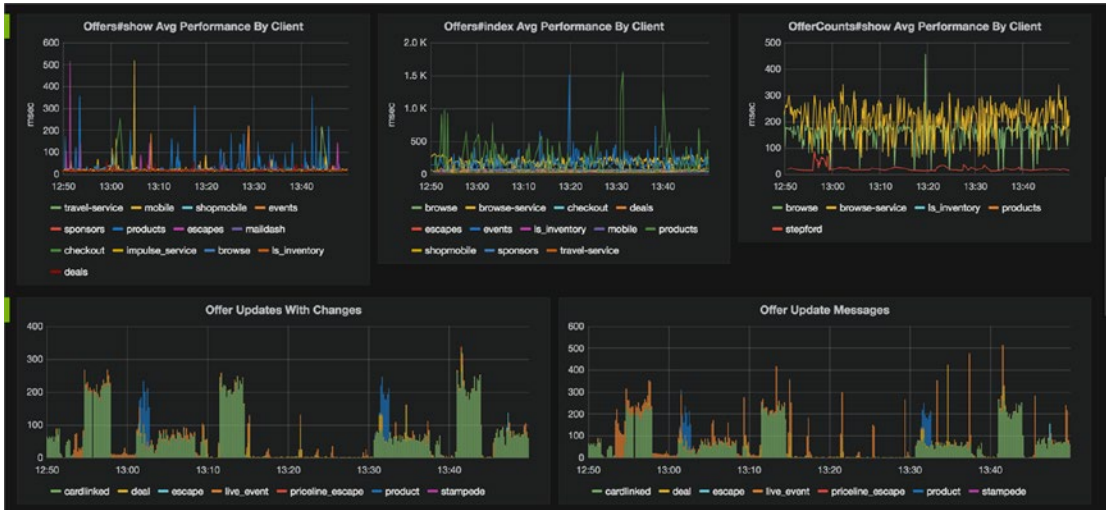 Offers#show Avg Performance By Client
600
500
400
300
200
100
0
msec
12:50 13:00 13:10 13:20 13:30 13:40
travel-service mobile shopmobile events
sponsors products escapes maildash
checkout impulse_service browse ls_inventory
deals
Offers#index Avg Performance By Client
2.0 K
1.5 K
1.0 K
500
0
msec
12:50 13:00 13:10 13:20 13:30 13:40
browse browse-service checkout deals
escapes events ls_inventory mobile products
shopmobile sponsors travel-service
OfferCounts#show Avg Performance By Client
500
400
300
200
100
0
msec
12:50 13:00 13:10 13:20 13:30 13:40
browse browse-service ls_inventory products
stepford
Offer Updates With Changes
400
300
200
100
0
12:50 13:00 13:10 13:20 13:30 13:40
cardlinked deal escape live_event priceline_escape product stampede
Offer Update Messages
600
500
400
300
200
100
0
12:50 13:00 13:10 13:20 13:30 13:40
cardlinked deal escape live_event priceline_escape product stampede